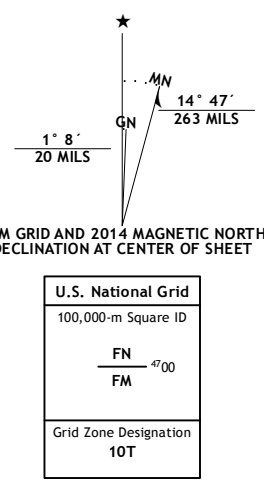 ★
MN
GN
14° 47´
263 MILS
1° 8´
20 MILS
M GRID AND 2014 MAGNETIC NORTH
DECLINATION AT CENTER OF SHEET
U.S. National Grid
100,000-m Square ID
FN
4700
FM
Grid Zone Designation
10T